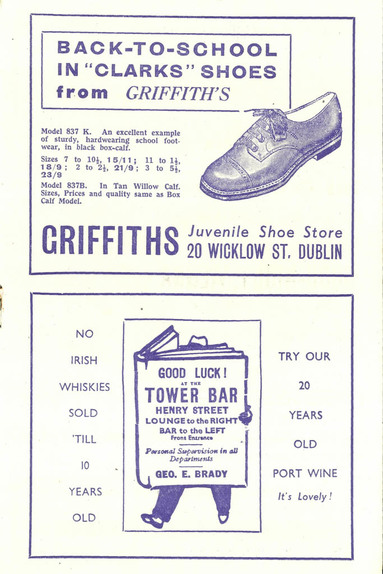 BACK-TO-SCHOOL
IN "CLARKS" SHOES
from GRIFFITH'S
Model 837 K. An excellent example
of sturdy, hardwearing school foot-
wear, in black box-calf.
Sizes 7 to 10½, 15/11; 11 to 1½,
18/9; 2 to 2½, 21/9; 3 to 5½,
23/9
Model 837B. In Tan Willow Calf.
Sizes, Prices and quality same as Box
Calf Model.
GRIFFITHS
Juvenile Shoe Store
20 WICKLOW ST. DUBLIN
NO
IRISH
WHISKIES
SOLD
'TILL
10
YEARS
OLD
GOOD LUCK!
AT THE
TOWER BAR
HENRY STREET
LOUNGE to the RIGHT
BAR to the LEFT
Front Entrance
Personal Supervision in all
Departments
GEO. E. BRADY
TRY OUR
20
YEARS
OLD
PORT WINE
It's Lovely!